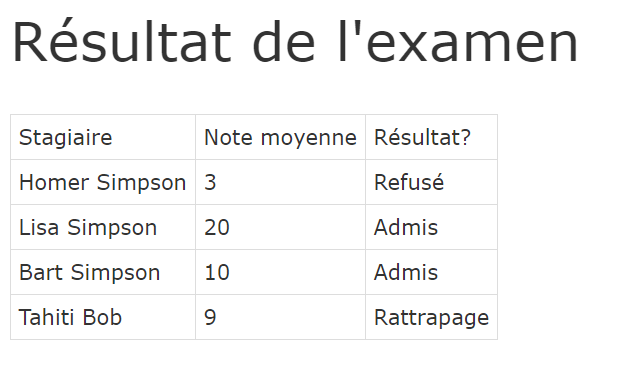 Résultat de l'examen
Stagiaire Note moyenne Résultat?
Homer Simpson 3 Refusé
Lisa Simpson 20 Admis
Bart Simpson 10 Admis
Tahiti Bob 9 Rattrapage